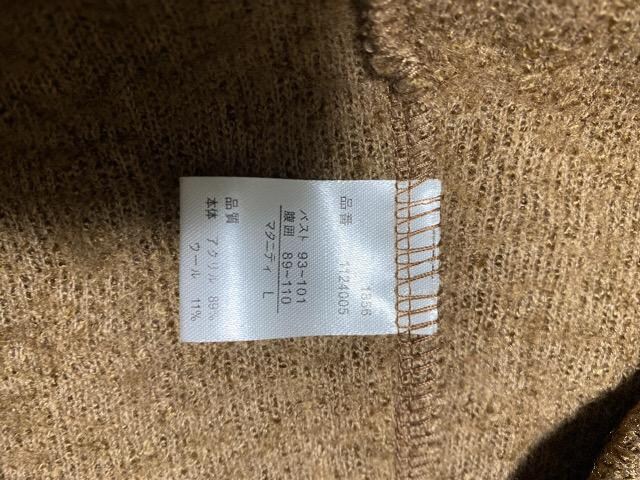 品番 1856
1124005
バスト 93~101
腹囲 89~110
マタニティ L
品質
本体 アクリル 89%
ウール 11%